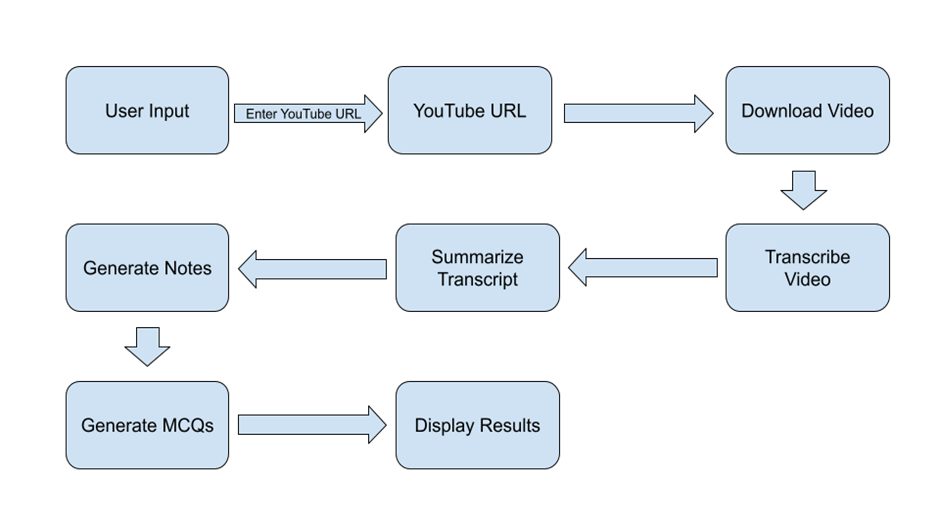 User Input
Enter YouTube URL
YouTube URL
Download Video
Transcribe
Video
Summarize
Transcript
Generate Notes
Generate MCQs
Display Results